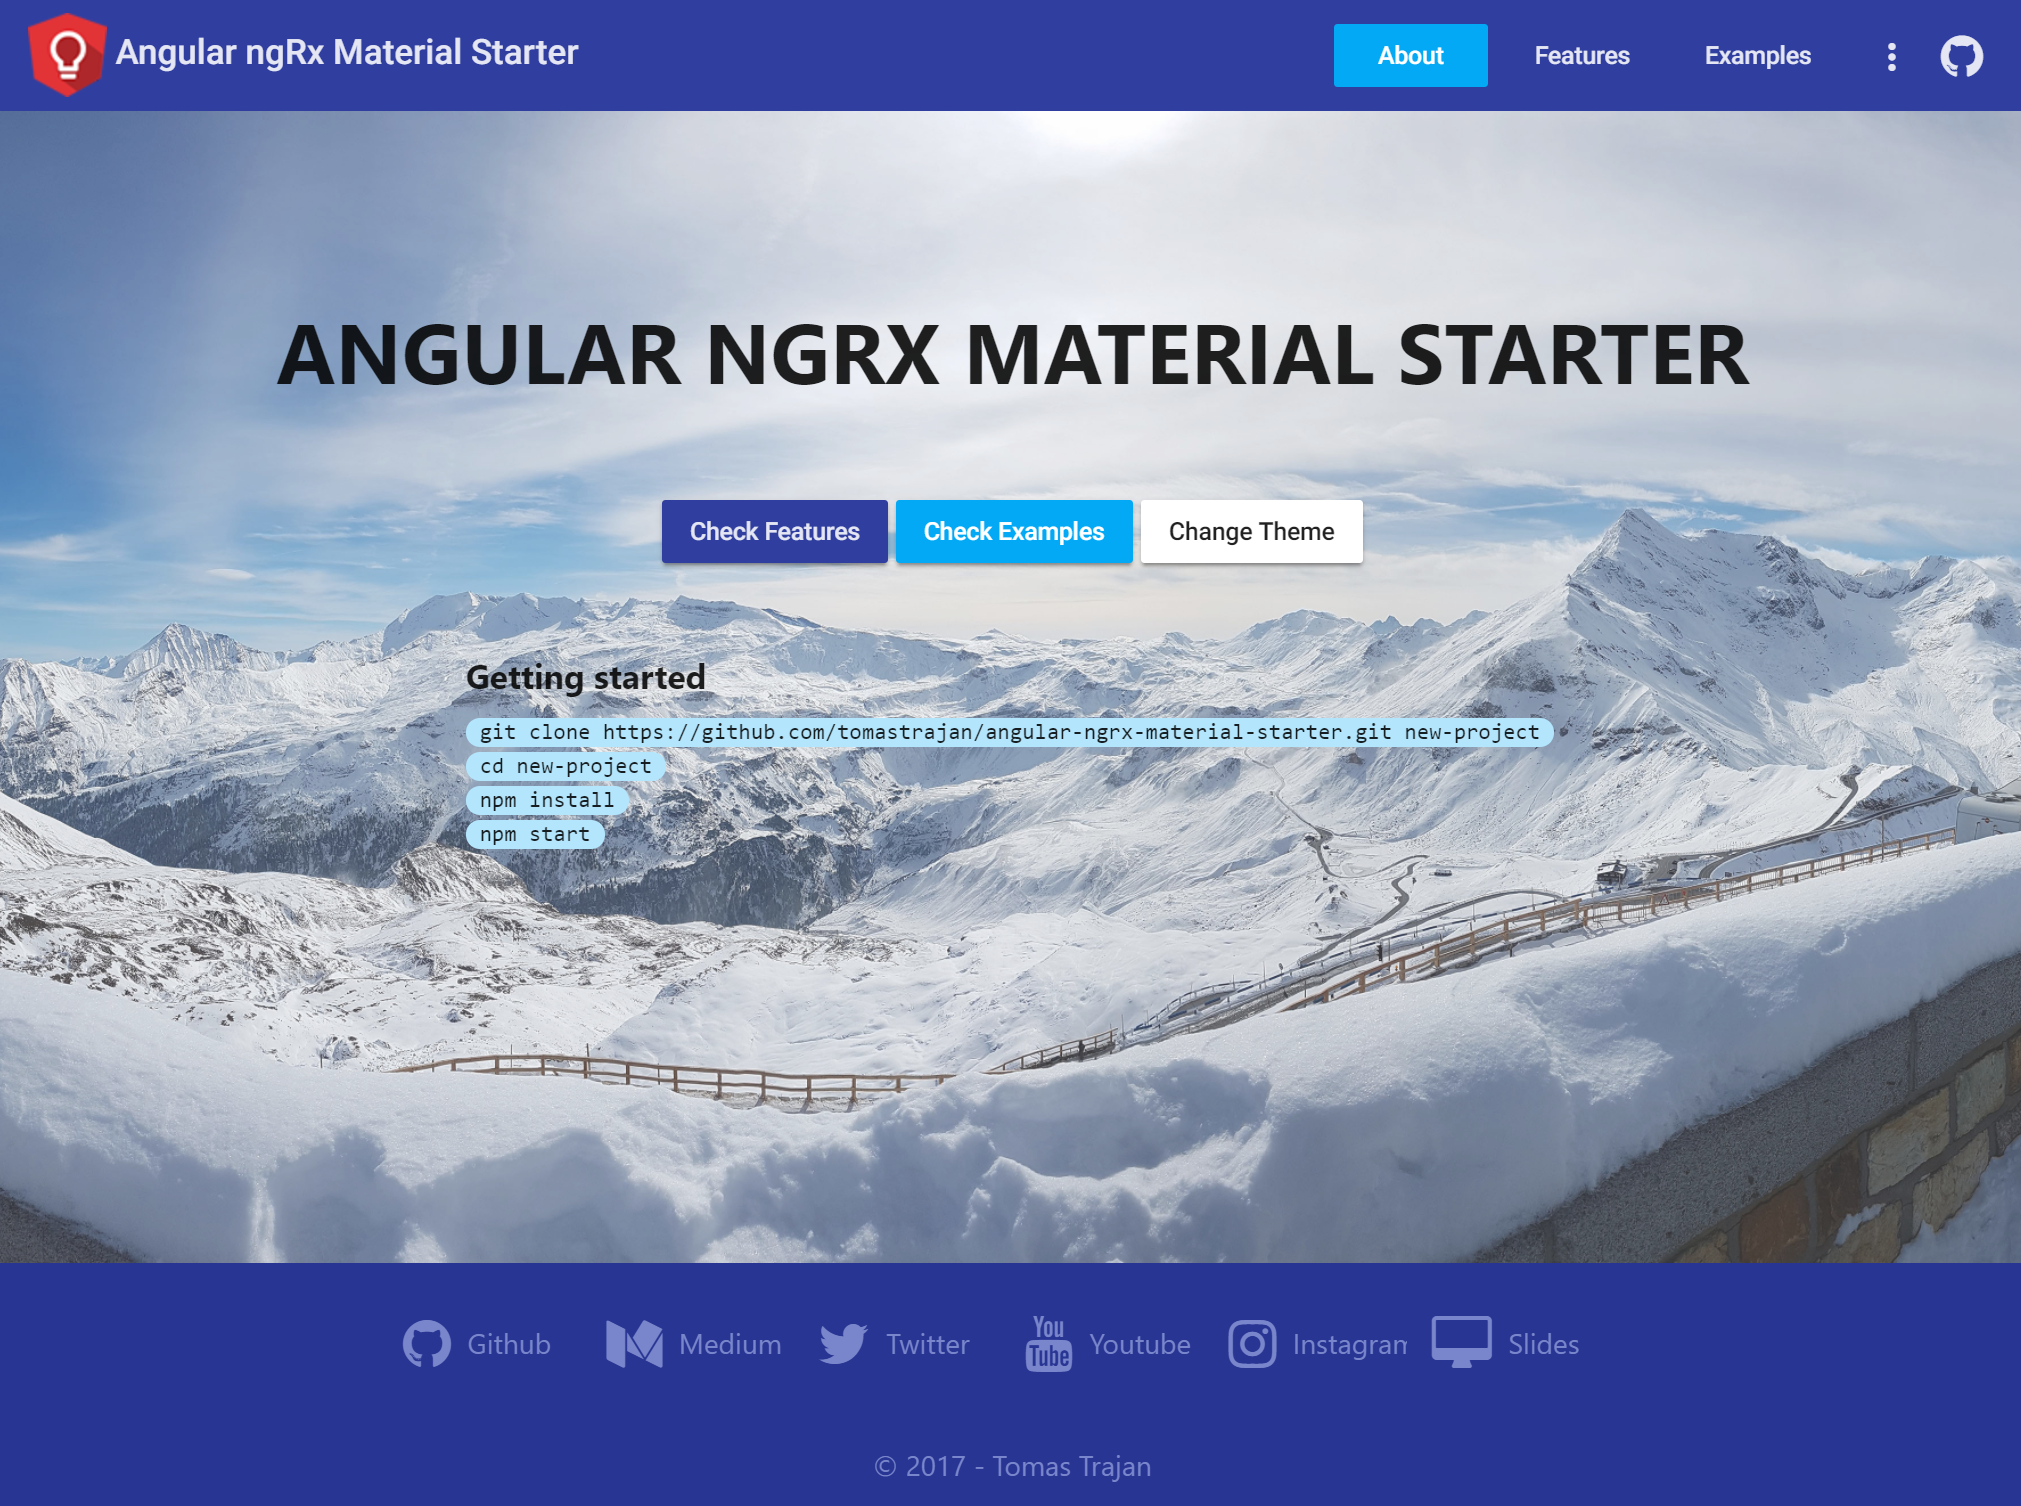 Angular ngRx Material Starter
About Features Examples
ANGULAR NGRX MATERIAL STARTER
Check Features Check Examples Change Theme
Getting started
git clone https://github.com/tomastrajan/angular-ngrx-material-starter.git new-project
cd new-project
npm install
npm start
Github Medium You Tube Twitter Youtube Instagram Slides
© 2017 - Tomas Trajan